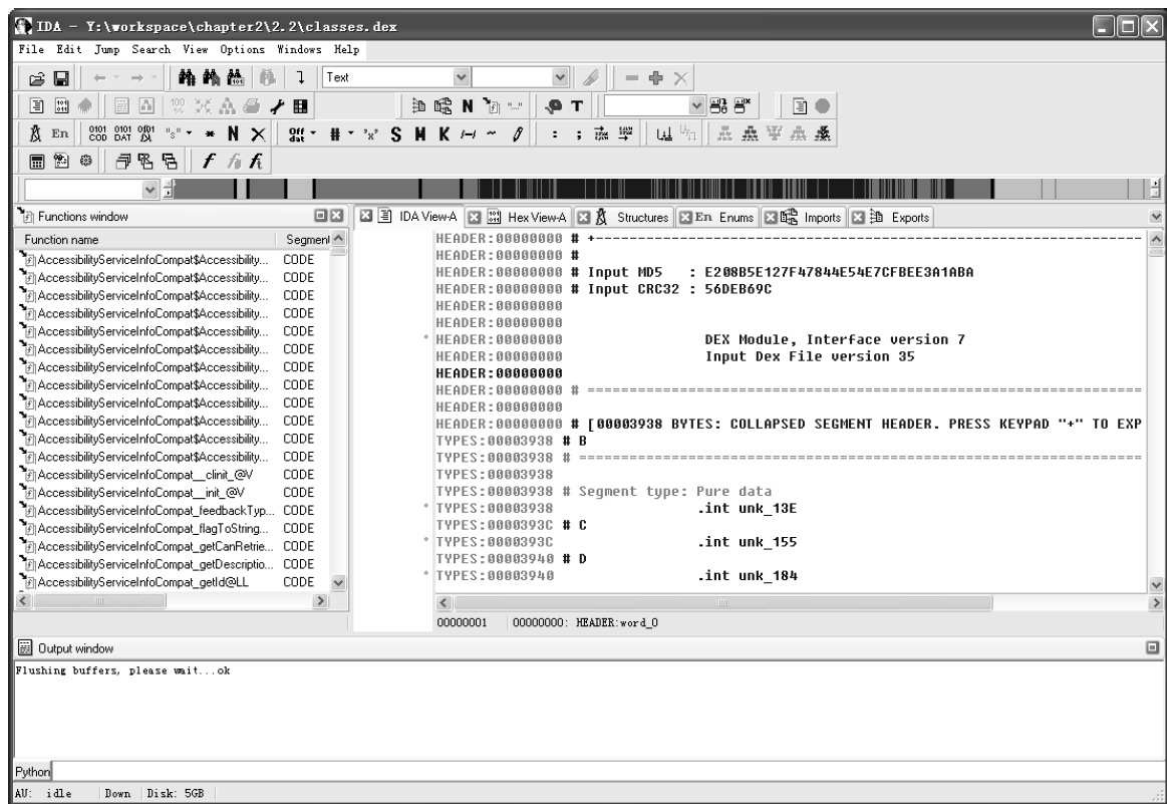 IDA - Y:\workspace\chapter2\2.2\classes.dex
File Edit Jump Search View Options Windows Help
Text
En
Functions window
IDA View-A Hex View-A Structures En Enums Imports Exports
Function name Segment
AccessibilityServiceInfoCompat$Accessibility... CODE
AccessibilityServiceInfoCompat$Accessibility... CODE
AccessibilityServiceInfoCompat$Accessibility... CODE
AccessibilityServiceInfoCompat$Accessibility... CODE
AccessibilityServiceInfoCompat$Accessibility... CODE
AccessibilityServiceInfoCompat$Accessibility... CODE
AccessibilityServiceInfoCompat$Accessibility... CODE
AccessibilityServiceInfoCompat$Accessibility... CODE
AccessibilityServiceInfoCompat$Accessibility... CODE
AccessibilityServiceInfoCompat$Accessibility... CODE
AccessibilityServiceInfoCompat$Accessibility... CODE
AccessibilityServiceInfoCompat$Accessibility... CODE
AccessibilityServiceInfoCompat__clinit_@V CODE
AccessibilityServiceInfoCompat__init_@V CODE
AccessibilityServiceInfoCompat_feedbackTyp... CODE
AccessibilityServiceInfoCompat_flagToString... CODE
AccessibilityServiceInfoCompat_getCanRetrie... CODE
AccessibilityServiceInfoCompat_getDescriptio... CODE
AccessibilityServiceInfoCompat_getId@LL CODE
HEADER:00000000 # +-----------------------------------------------------------------
HEADER:00000000 #
HEADER:00000000 # Input MD5 : E208B5E127F47844E54E7CFBEE3A1ABA
HEADER:00000000 # Input CRC32 : 56DEB69C
HEADER:00000000
HEADER:00000000
HEADER:00000000 DEX Module, Interface version 7
HEADER:00000000 Input Dex File version 35
HEADER:00000000
HEADER:00000000 # =================================================================
HEADER:00000000
HEADER:00000000 # [00003938 BYTES: COLLAPSED SEGMENT HEADER. PRESS KEYPAD "+" TO EXP
TYPES:00003938 # B
TYPES:00003938 # =================================================================
TYPES:00003938
TYPES:00003938 # Segment type: Pure data
TYPES:00003938 .int unk_13E
TYPES:0000393C # C
TYPES:0000393C .int unk_155
TYPES:00003940 # D
TYPES:00003940 .int unk_184
00000001 00000000: HEADER:word_0
Output window
Flushing buffers, please wait...ok
Python
AU: idle Down Disk: 5GB